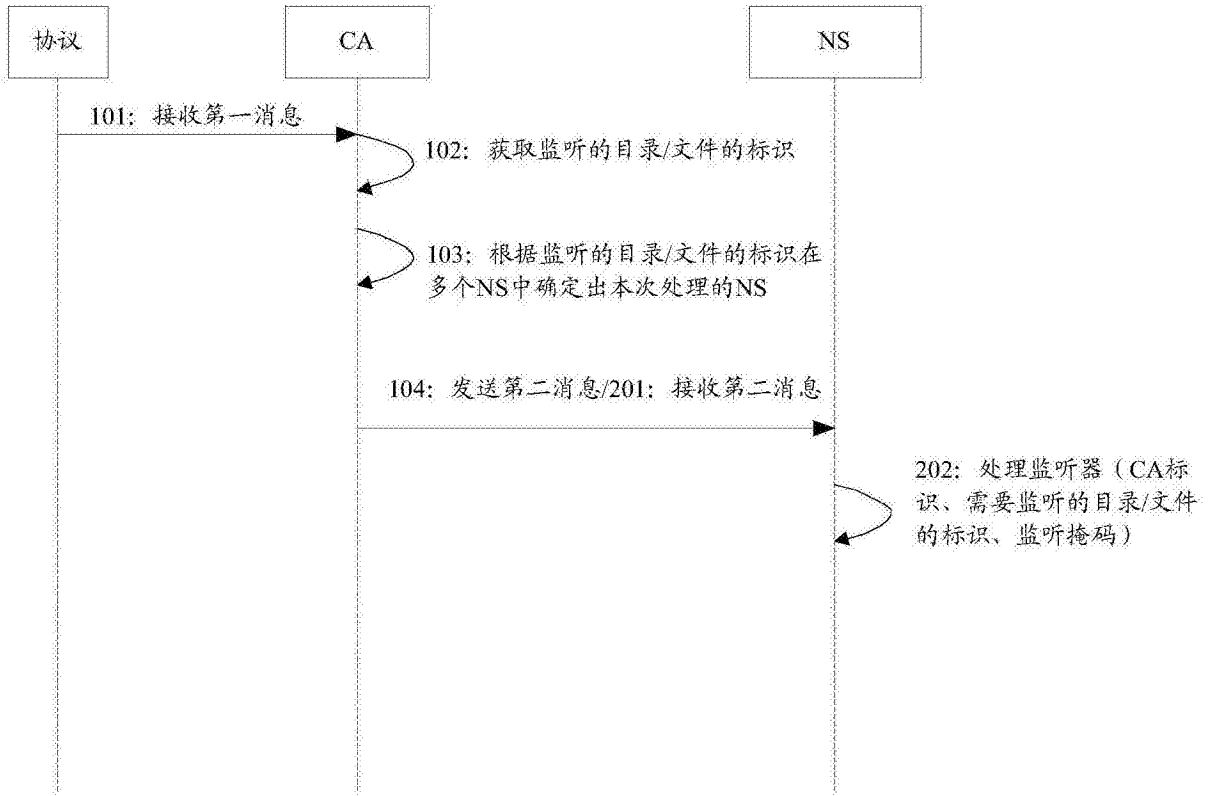 协议
CA
NS
101：接收第一消息
102：获取监听的目录/文件的标识
103：根据监听的目录/文件的标识在
多个NS中确定出本次处理的NS
104：发送第二消息/201：接收第二消息
202：处理监听器（CA标
识、需要监听的目录/文件
的标识、监听掩码）